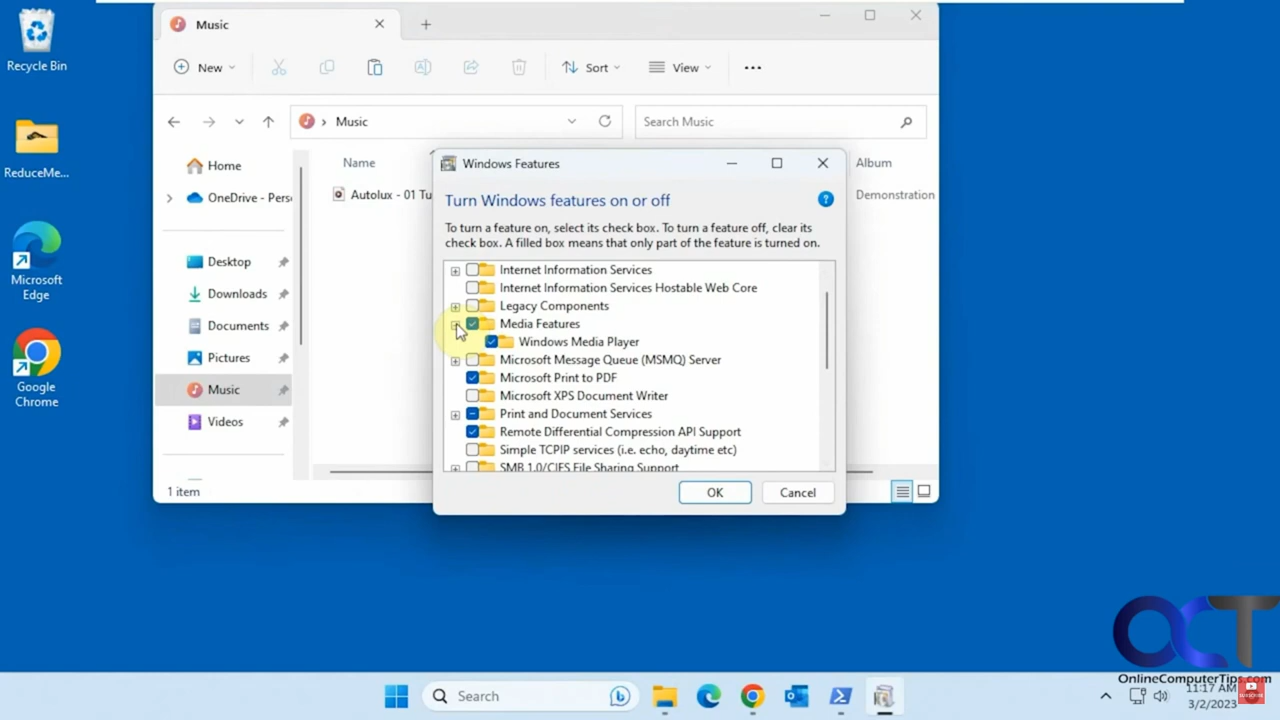 Recycle Bin
ReduceMe...
Microsoft
Edge
Google
Chrome
Music
New
Sort
View
Music
Search Music
Home
OneDrive - Pers
Desktop
Downloads
Documents
Pictures
Music
Videos
Name
Album
Autolux - 01 Tu
Demonstration
1 item
Windows Features
Turn Windows features on or off
To turn a feature on, select its check box. To turn a feature off, clear its
check box. A filled box means that only part of the feature is turned on.
Internet Information Services
Internet Information Services Hostable Web Core
Legacy Components
Media Features
Windows Media Player
Microsoft Message Queue (MSMQ) Server
Microsoft Print to PDF
Microsoft XPS Document Writer
Print and Document Services
Remote Differential Compression API Support
Simple TCPIP services (i.e. echo, daytime etc)
SMB 1.0/CIFS File Sharing Support
OK
Cancel
OCT
OnlineComputerTips.com
Search
11:17 AM
3/2/2023